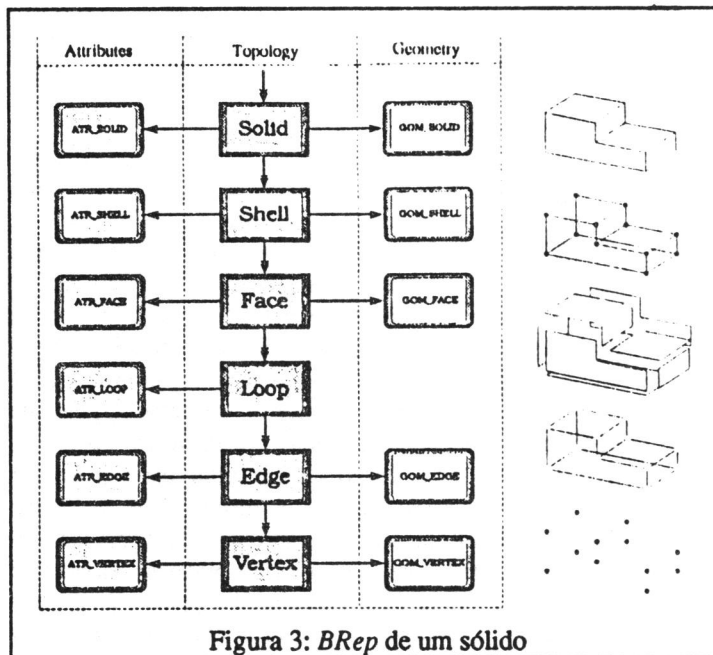 Attributes Topology Geometry
ATR_SOLID Solid GOM_SOLID
ATR_SHELL Shell GOM_SHELL
ATR_FACE Face GOM_FACE
ATR_LOOP Loop
ATR_EDGE Edge GOM_EDGE
ATR_VERTEX Vertex GOM_VERTEX
Figura 3: BRep de um sólido